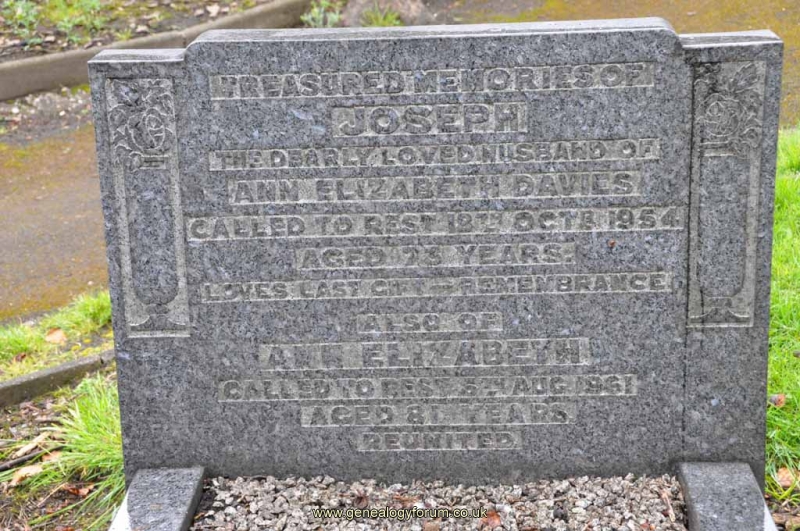 TREASURED MEMORIES OF
JOSEPH
THE DEARLY LOVED HUSBAND OF
ANN ELIZABETH DAVIES
CALLED TO REST 18TH OCTR 1954
AGED 73 YEARS.
LOVES LAST GIFT — REMEMBRANCE
ALSO OF
ANN ELIZABETH
CALLED TO REST 5TH AUG. 1961
AGED 81 YEARS
REUNITED.
www.genealogyforum.co.uk